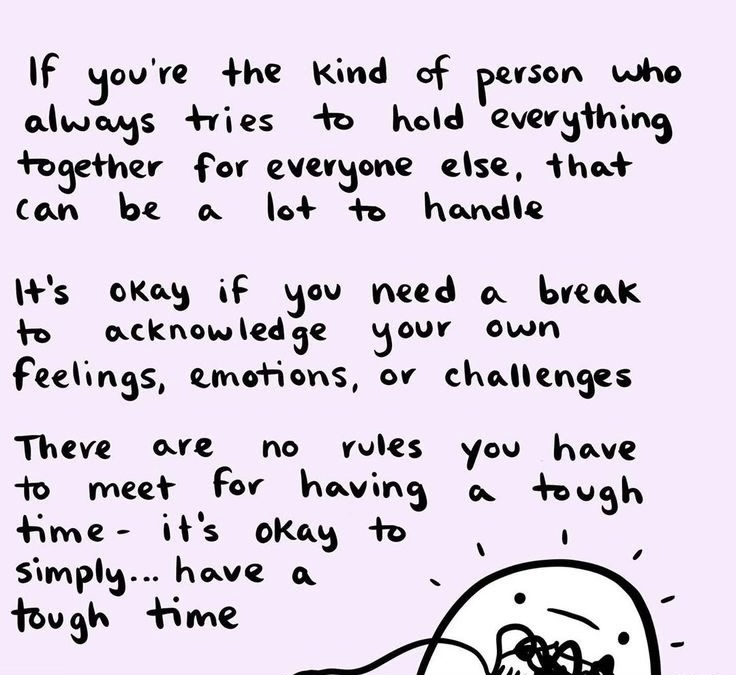 If you're the kind of person who
always tries to hold everything
together for everyone else, that
can be a lot to handle
It's okay if you need a break
to acknowledge your own
feelings, emotions, or challenges
There are no rules you have
to meet for having a tough
time - it's okay to
simply... have a
tough time